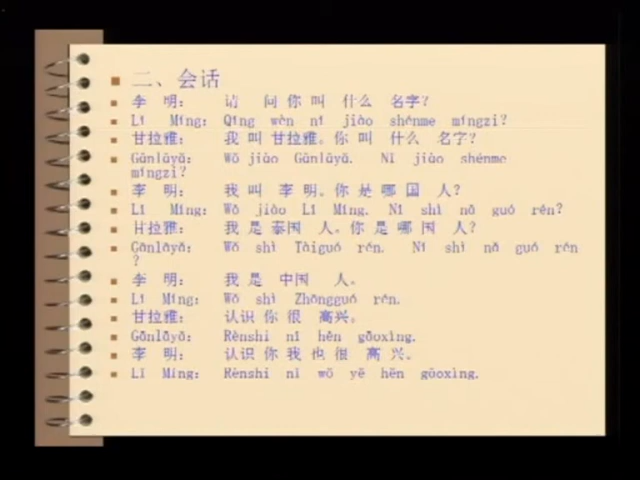 二、会话
李 明： 请 问 你 叫 什么 名字？
Lǐ Míng： Qǐng wèn nǐ jiào shénme míngzi？
甘拉雅： 我 叫 甘拉雅。你 叫 什么 名字？
Gānlāyǎ： Wǒ jiào Gānlāyǎ. Nǐ jiào shénme
míngzi？
李 明： 我 叫 李 明。你 是 哪 国 人？
Lǐ Míng： Wǒ jiào Lǐ Míng. Nǐ shì nǎ guó rén？
甘拉雅： 我 是 泰国 人。你 是 哪 国 人？
Gānlāyǎ： Wǒ shì Tàiguó rén. Nǐ shì nǎ guó rén
？
李 明： 我 是 中国 人。
Lǐ Míng： Wǒ shì Zhōngguó rén.
甘拉雅： 认识 你 很 高兴。
Gānlāyǎ： Rènshi nǐ hěn gāoxìng.
李 明： 认识 你 我 也 很 高 兴。
Lǐ Míng： Rènshi nǐ wǒ yě hěn gāoxìng.